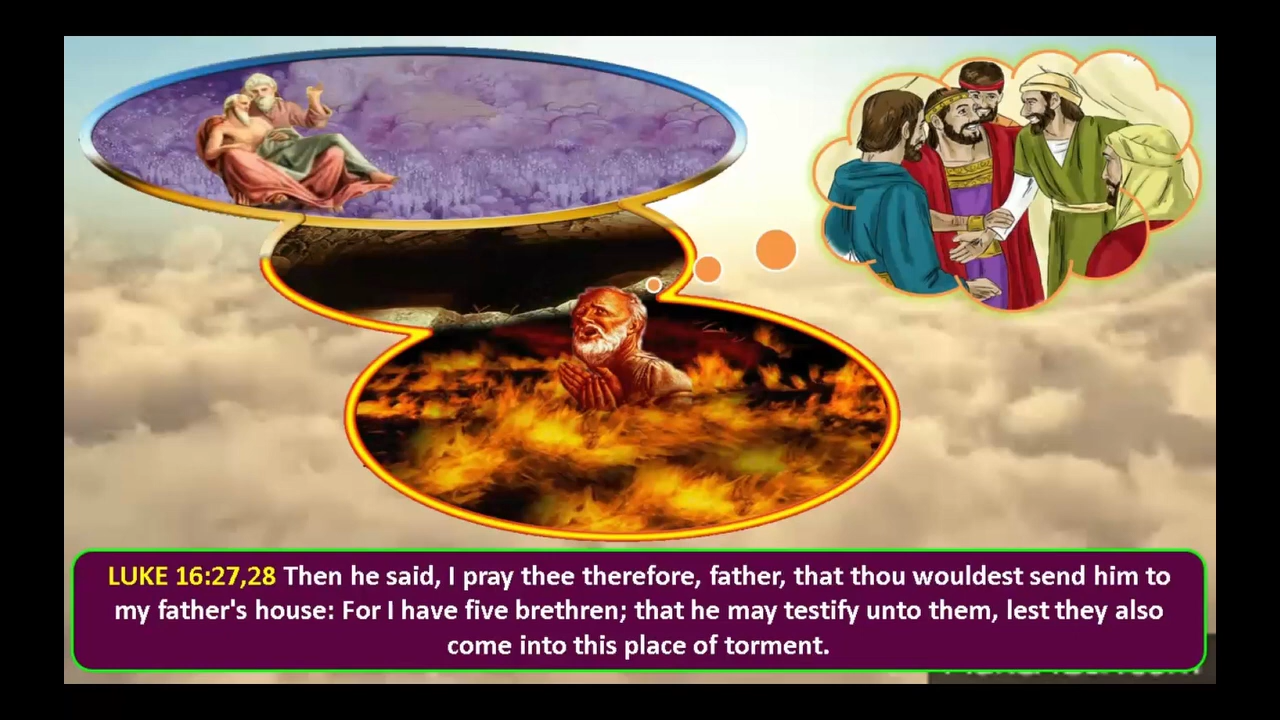 LUKE 16:27,28 Then he said, I pray thee therefore, father, that thou wouldest send him to
my father's house: For I have five brethren; that he may testify unto them, lest they also
come into this place of torment.